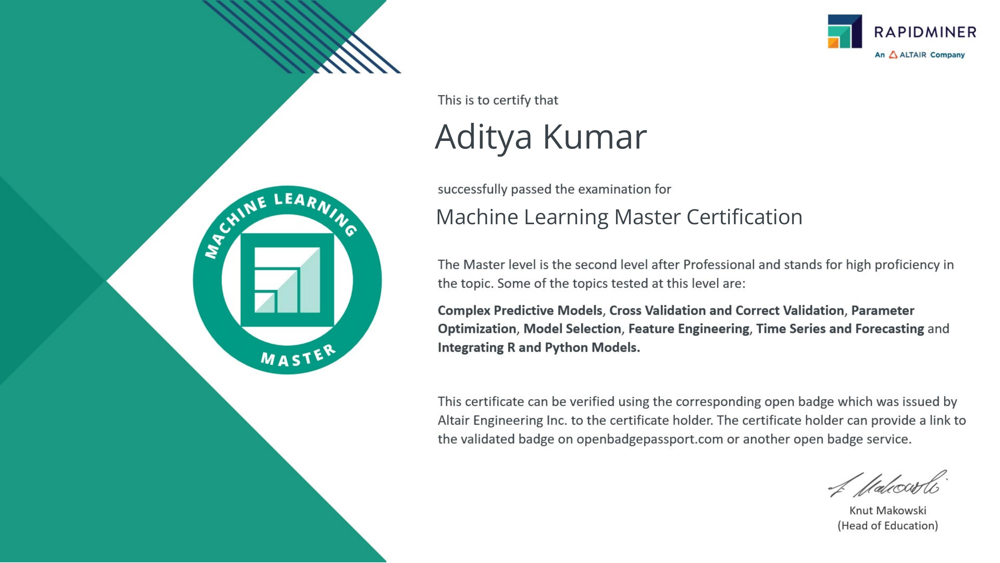 RAPIDMINER
An ALTAIR Company
This is to certify that
Aditya Kumar
successfully passed the examination for
Machine Learning Master Certification
MACHINE LEARNING
MASTER
The Master level is the second level after Professional and stands for high proficiency in
the topic. Some of the topics tested at this level are:
Complex Predictive Models, Cross Validation and Correct Validation, Parameter
Optimization, Model Selection, Feature Engineering, Time Series and Forecasting and
Integrating R and Python Models.
This certificate can be verified using the corresponding open badge which was issued by
Altair Engineering Inc. to the certificate holder. The certificate holder can provide a link to
the validated badge on openbadgepassport.com or another open badge service.
Knut Makowski
(Head of Education)